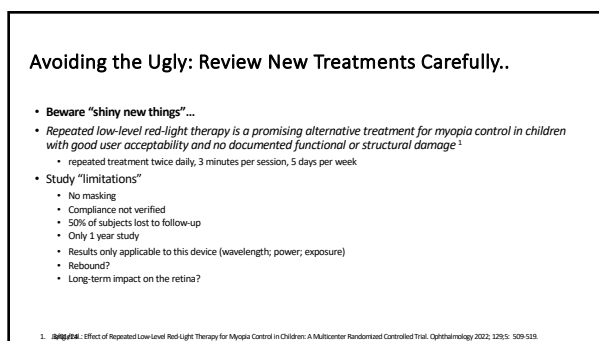 Avoiding the Ugly: Review New Treatments Carefully..
• Beware “shiny new things”...
• Repeated low-level red-light therapy is a promising alternative treatment for myopia control in children
with good user acceptability and no documented functional or structural damage 1
• repeated treatment twice daily, 3 minutes per session, 5 days per week
• Study “limitations”
• No masking
• Compliance not verified
• 50% of subjects lost to follow-up
• Only 1 year study
• Results only applicable to this device (wavelength; power; exposure)
• Rebound?
• Long-term impact on the retina?
1. : Effect of Repeated Low-Level Red-Light Therapy for Myopia Control in Children: A Multicenter Randomized Controlled Trial. Ophthalmology 2022; 129;5: 509-519.